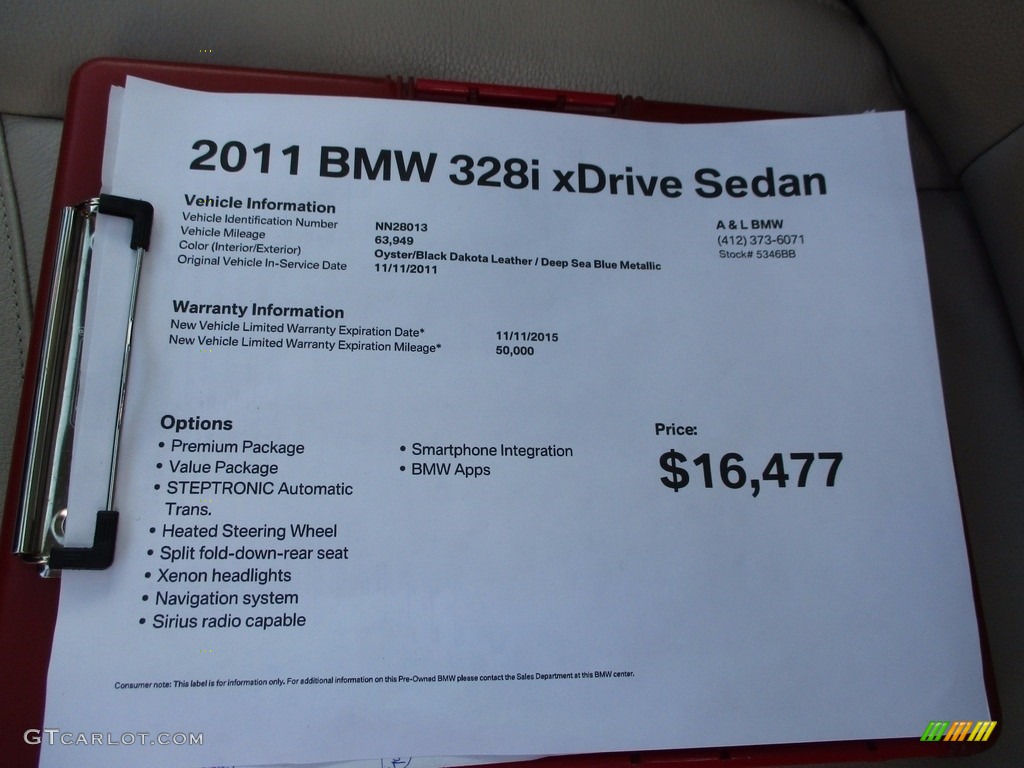 2011 BMW 328i xDrive Sedan
Vehicle Information
Vehicle Identification Number NN28013
Vehicle Mileage 63,949
Color (Interior/Exterior) Oyster/Black Dakota Leather / Deep Sea Blue Metallic
Original Vehicle In-Service Date 11/11/2011
A & L BMW
(412) 373-6071
Stock# 5346BB
Warranty Information
New Vehicle Limited Warranty Expiration Date* 11/11/2015
New Vehicle Limited Warranty Expiration Mileage* 50,000
Options
• Premium Package
• Value Package
• STEPTRONIC Automatic
Trans.
• Heated Steering Wheel
• Split fold-down-rear seat
• Xenon headlights
• Navigation system
• Sirius radio capable
• Smartphone Integration
• BMW Apps
Price:
$16,477
Consumer note: This label is for information only. For additional information on this Pre-Owned BMW please contact the Sales Department at this BMW center.
GTCARLOT.COM